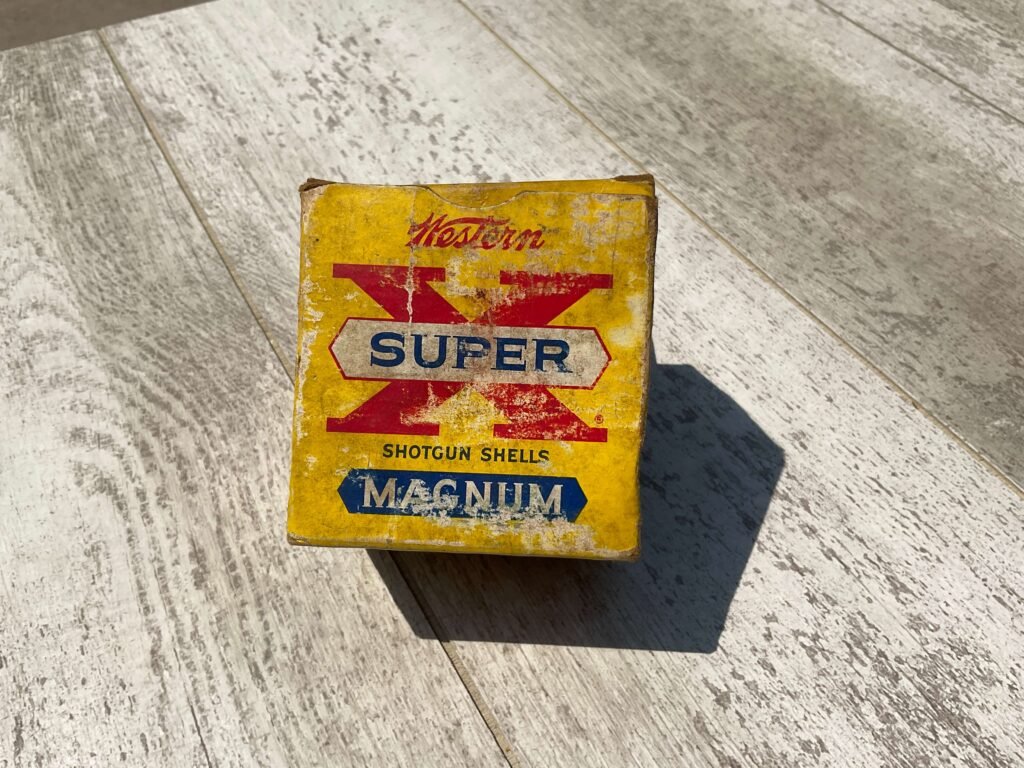 Western
X
SUPER
®
SHOTGUN SHELLS
MAGNUM